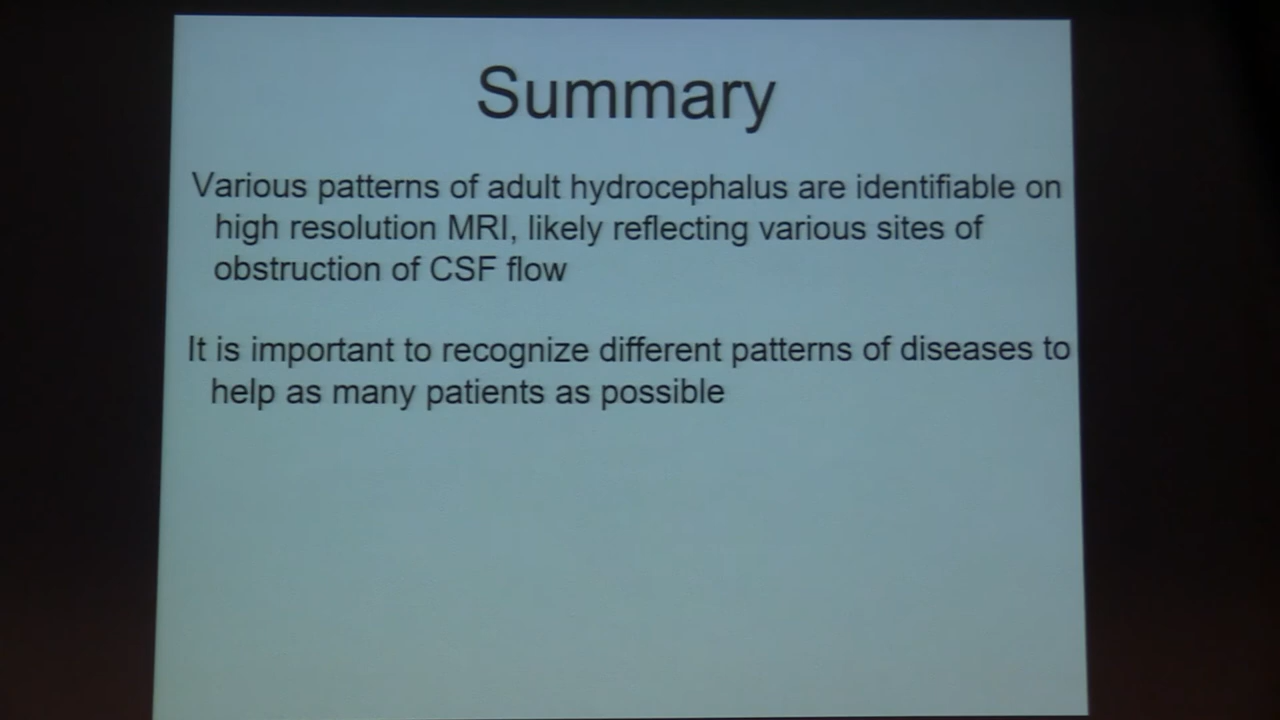 Summary
Various patterns of adult hydrocephalus are identifiable on
high resolution MRI, likely reflecting various sites of
obstruction of CSF flow
It is important to recognize different patterns of diseases to
help as many patients as possible